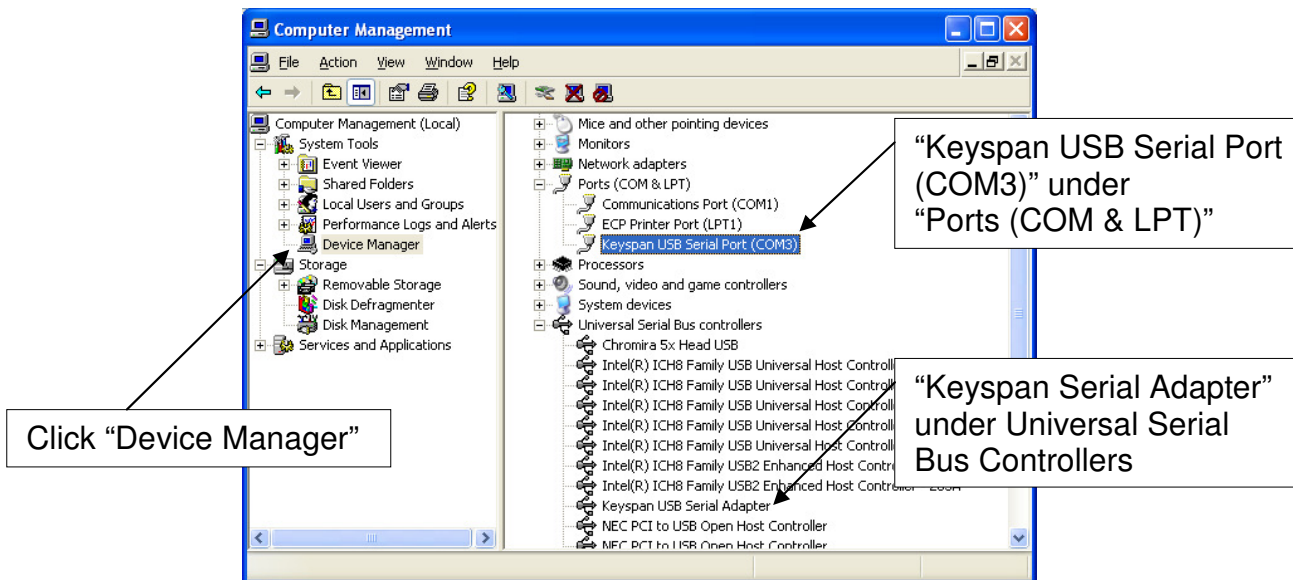 Computer Management
File Action View Window Help
Computer Management (Local)
System Tools
Event Viewer
Shared Folders
Local Users and Groups
Performance Logs and Alerts
Device Manager
Storage
Removable Storage
Disk Defragmenter
Disk Management
Services and Applications
Mice and other pointing devices
Monitors
Network adapters
Ports (COM & LPT)
Communications Port (COM1)
ECP Printer Port (LPT1)
Keyspan USB Serial Port (COM3)
Processors
Sound, video and game controllers
System devices
Universal Serial Bus controllers
Chromira 5x Head USB
Intel(R) ICH8 Family USB Universal Host Controll
Intel(R) ICH8 Family USB Universal Host Controll
Intel(R) ICH8 Family USB Universal Host Controll
Intel(R) ICH8 Family USB Universal Host Controll
Intel(R) ICH8 Family USB Universal Host Controll
Intel(R) ICH8 Family USB2 Enhanced Host Contro
Intel(R) ICH8 Family USB2 Enhanced Host Controller
Keyspan USB Serial Adapter
NEC PCI to USB Open Host Controller
NEC PCI to USB Open Host Controller
“Keyspan USB Serial Port
(COM3)” under
“Ports (COM & LPT)”
“Keyspan Serial Adapter”
under Universal Serial
Bus Controllers
Click “Device Manager”